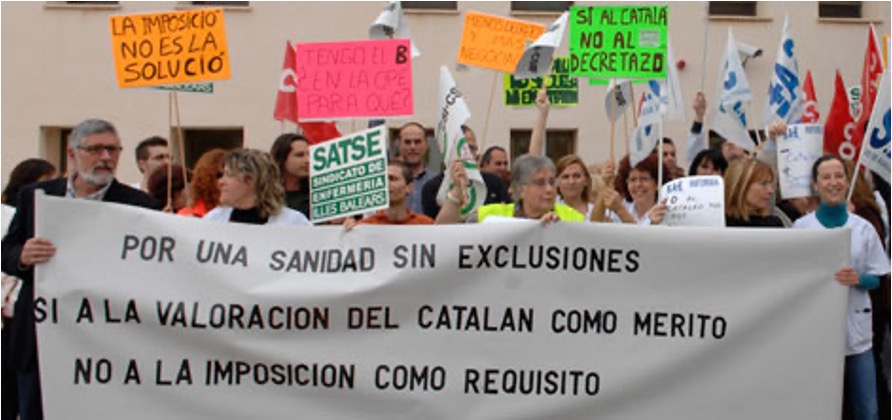 LA IMPOSICIÓ
NO ES LA
SOLUCIÓ
TENGO EL B
¿EN LA OPE
PARA QUÉ?
SÍ AL CATALÀ
NO AL
DECRETAZO
SATSE
SINDICATO DE
ENFERMERIA
ILLES BALEARS
POR UNA SANIDAD SIN EXCLUSIONES
SI A LA VALORACION DEL CATALAN COMO MERITO
NO A LA IMPOSICION COMO REQUISITO